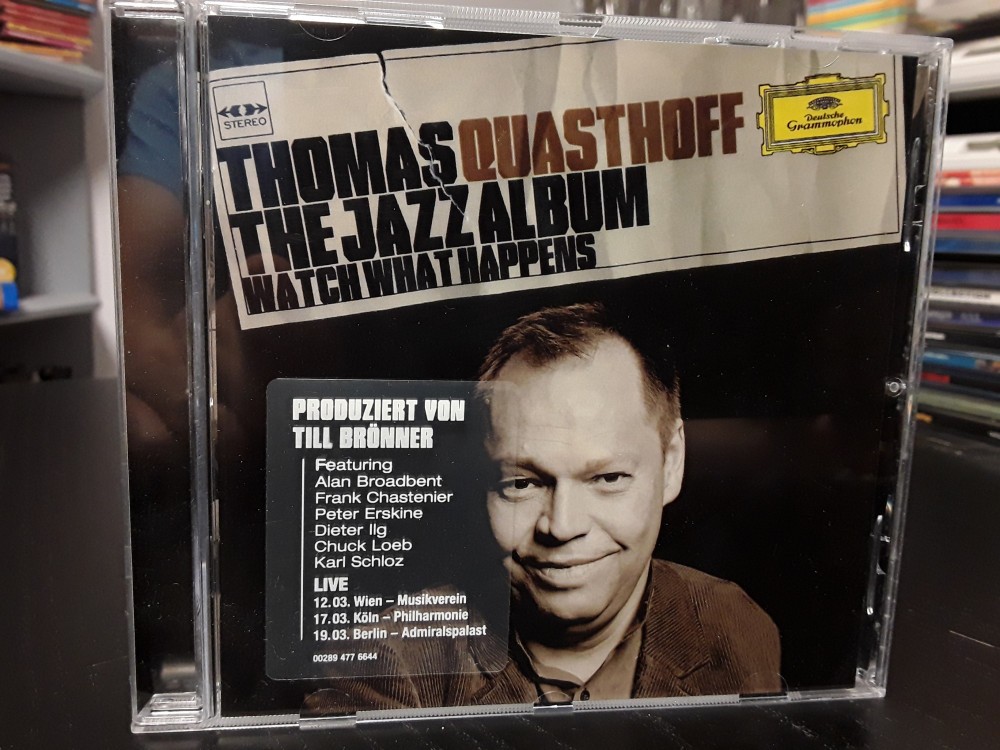 STEREO
THOMAS QUASTHOFF
THE JAZZ ALBUM
WATCH WHAT HAPPENS
Deutsche
Grammophon
PRODUZIERT VON
TILL BRÖNNER
Featuring
Alan Broadbent
Frank Chastenier
Peter Erskine
Dieter Ilg
Chuck Loeb
Karl Schloz
LIVE
12.03. Wien – Musikverein
17.03. Köln – Philharmonie
19.03. Berlin – Admiralspalast
00289 477 6644